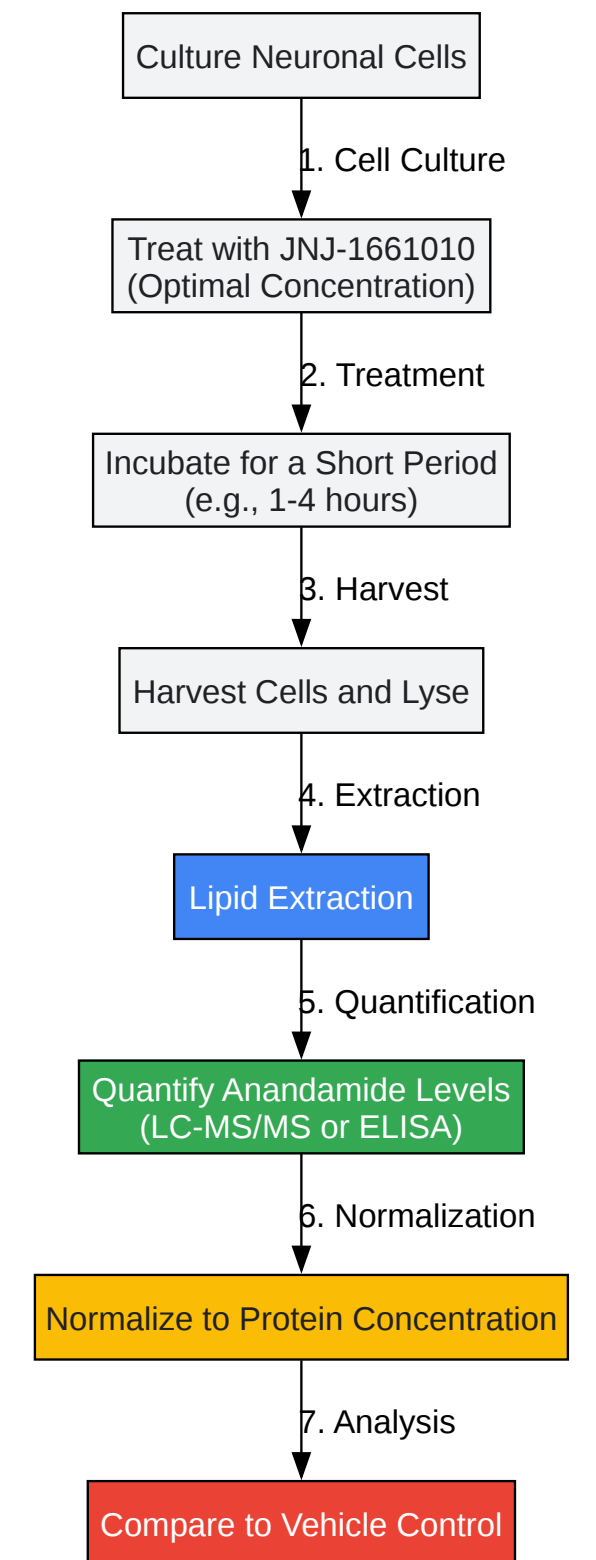 Culture Neuronal Cells
1. Cell Culture
Treat with JNJ-1661010
(Optimal Concentration)
2. Treatment
Incubate for a Short Period
(e.g., 1-4 hours)
3. Harvest
Harvest Cells and Lyse
4. Extraction
Lipid Extraction
5. Quantification
Quantify Anandamide Levels
(LC-MS/MS or ELISA)
6. Normalization
Normalize to Protein Concentration
7. Analysis
Compare to Vehicle Control